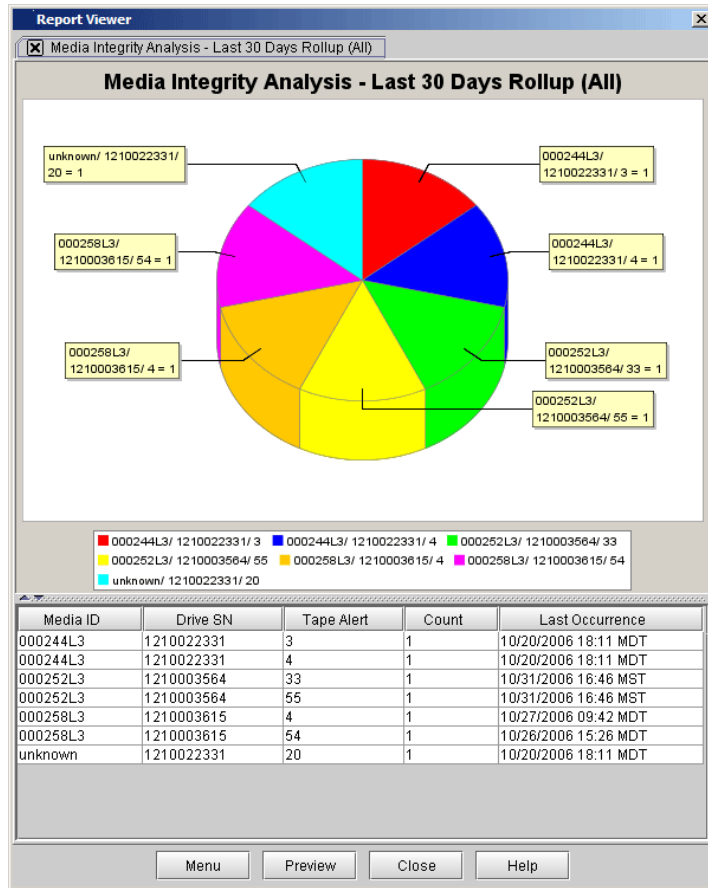 Report Viewer
Media Integrity Analysis - Last 30 Days Rollup (All)
Media Integrity Analysis - Last 30 Days Rollup (All)
unknown/ 1210022331/
20 = 1
000244L3/
1210022331/ 3 = 1
000258L3/
1210003615/ 54 = 1
000244L3/
1210022331/ 4 = 1
000258L3/
1210003615/ 4 = 1
000252L3/
1210003564/ 33 = 1
000252L3/
1210003564/ 55 = 1
000244L3/ 1210022331/ 3 000244L3/ 1210022331/ 4 000252L3/ 1210003564/ 33
000252L3/ 1210003564/ 55 000258L3/ 1210003615/ 4 000258L3/ 1210003615/ 54
unknown/ 1210022331/ 20
Media ID Drive SN Tape Alert Count Last Occurrence
000244L3 1210022331 3 1 10/20/2006 18:11 MDT
000244L3 1210022331 4 1 10/20/2006 18:11 MDT
000252L3 1210003564 33 1 10/31/2006 16:46 MST
000252L3 1210003564 55 1 10/31/2006 16:46 MST
000258L3 1210003615 4 1 10/27/2006 09:42 MDT
000258L3 1210003615 54 1 10/26/2006 15:26 MDT
unknown 1210022331 20 1 10/20/2006 18:11 MDT
Menu Preview Close Help